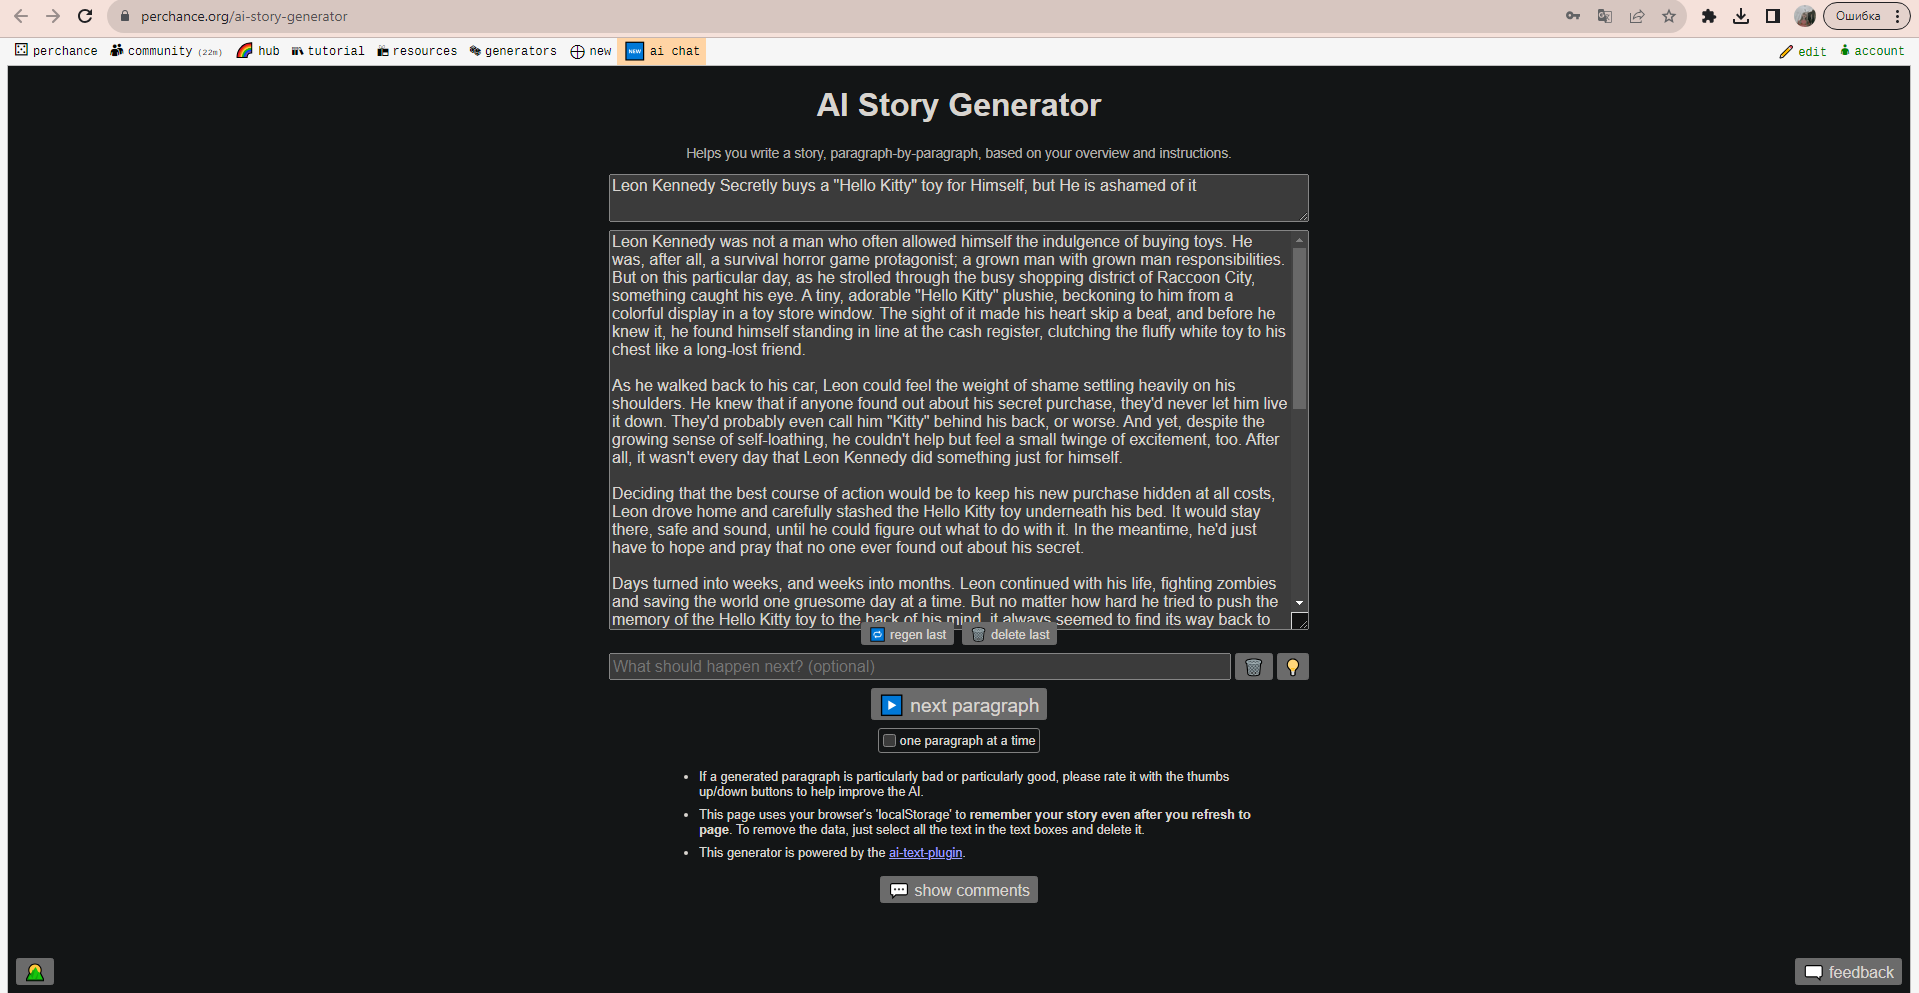 perchance.org/ai-story-generator
Ошибка
perchance community (22m) hub tutorial resources generators new NEW ai chat edit account
AI Story Generator
Helps you write a story, paragraph-by-paragraph, based on your overview and instructions.
Leon Kennedy Secretly buys a "Hello Kitty" toy for Himself, but He is ashamed of it
Leon Kennedy was not a man who often allowed himself the indulgence of buying toys. He
was, after all, a survival horror game protagonist; a grown man with grown man responsibilities.
But on this particular day, as he strolled through the busy shopping district of Raccoon City,
something caught his eye. A tiny, adorable "Hello Kitty" plushie, beckoning to him from a
colorful display in a toy store window. The sight of it made his heart skip a beat, and before he
knew it, he found himself standing in line at the cash register, clutching the fluffy white toy to his
chest like a long-lost friend.
As he walked back to his car, Leon could feel the weight of shame settling heavily on his
shoulders. He knew that if anyone found out about his secret purchase, they'd never let him live
it down. They'd probably even call him "Kitty" behind his back, or worse. And yet, despite the
growing sense of self-loathing, he couldn't help but feel a small twinge of excitement, too. After
all, it wasn't every day that Leon Kennedy did something just for himself.
Deciding that the best course of action would be to keep his new purchase hidden at all costs,
Leon drove home and carefully stashed the Hello Kitty toy underneath his bed. It would stay
there, safe and sound, until he could figure out what to do with it. In the meantime, he'd just
have to hope and pray that no one ever found out about his secret.
Days turned into weeks, and weeks into months. Leon continued with his life, fighting zombies
and saving the world one gruesome day at a time. But no matter how hard he tried to push the
memory of the Hello Kitty toy to the back of his mind, it always seemed to find its way back to
regen last delete last
What should happen next? (optional)
next paragraph
one paragraph at a time
• If a generated paragraph is particularly bad or particularly good, please rate it with the thumbs
up/down buttons to help improve the AI.
• This page uses your browser's 'localStorage' to remember your story even after you refresh to
page. To remove the data, just select all the text in the text boxes and delete it.
• This generator is powered by the ai-text-plugin.
show comments
feedback